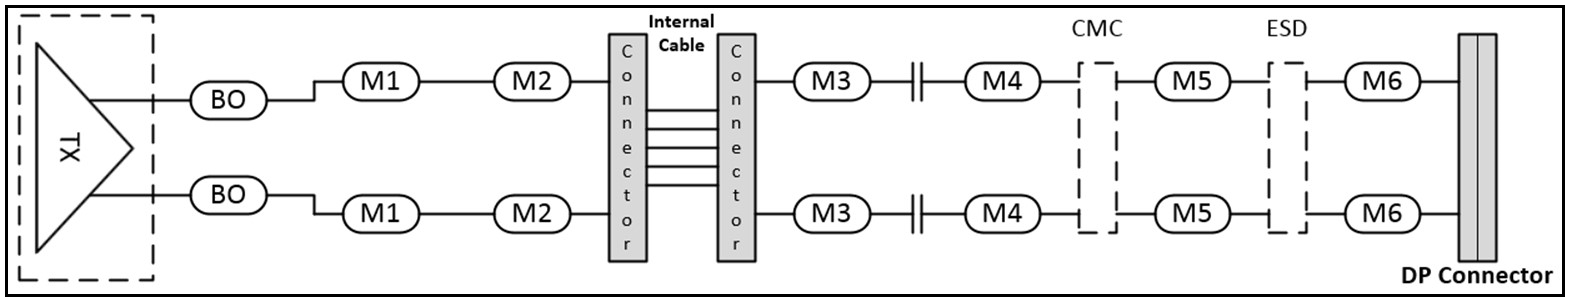 Internal
Cable
CMC
ESD
TX
BO
M1
M2
Connector
Connector
M3
M4
M5
M6
BO
M1
M2
M3
M4
M5
M6
DP Connector